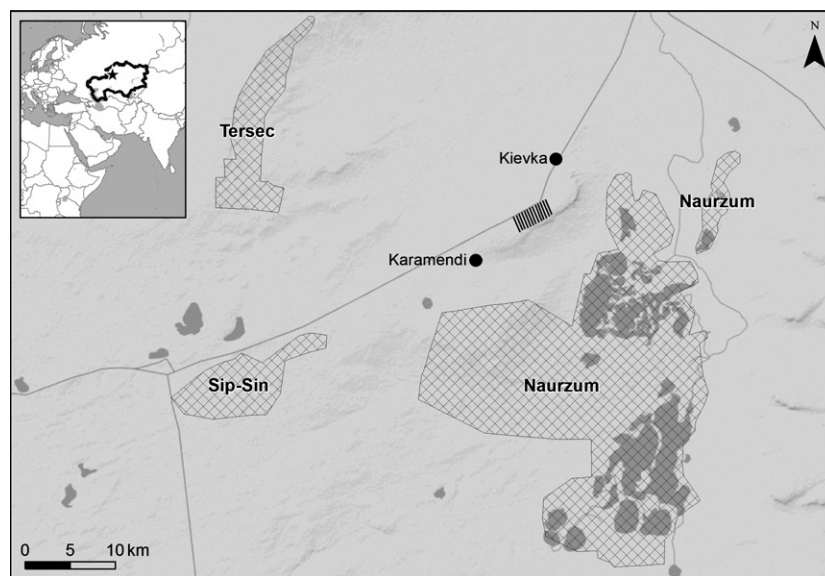 N
Tersec
Kievka
Naurzum
Karamendi
Sip-Sin
Naurzum
0 5 10 km